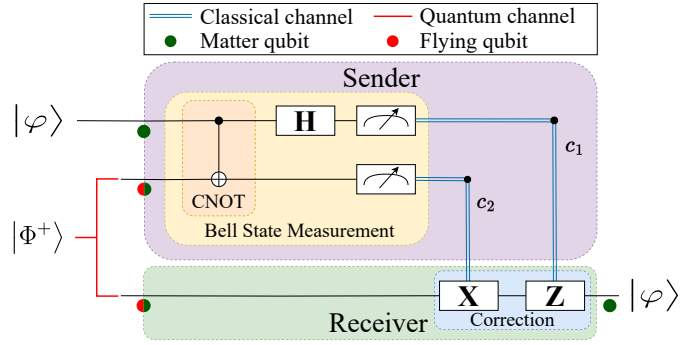 Classical channel
Quantum channel
Matter qubit
Flying qubit
Sender
|φ⟩
H
c₁
CNOT
c₂
Bell State Measurement
|Φ⁺⟩
X
Z
|φ⟩
Receiver
Correction